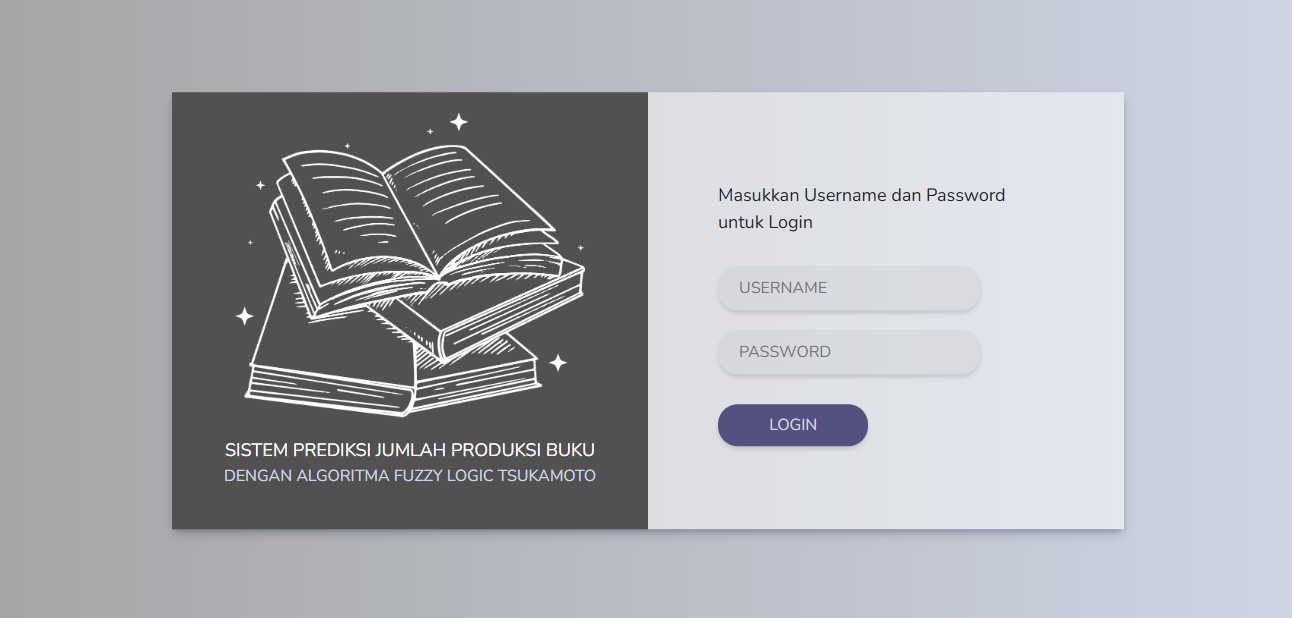 SISTEM PREDIKSI JUMLAH PRODUKSI BUKU
DENGAN ALGORITMA FUZZY LOGIC TSUKAMOTO
Masukkan Username dan Password
untuk Login
USERNAME
PASSWORD
LOGIN